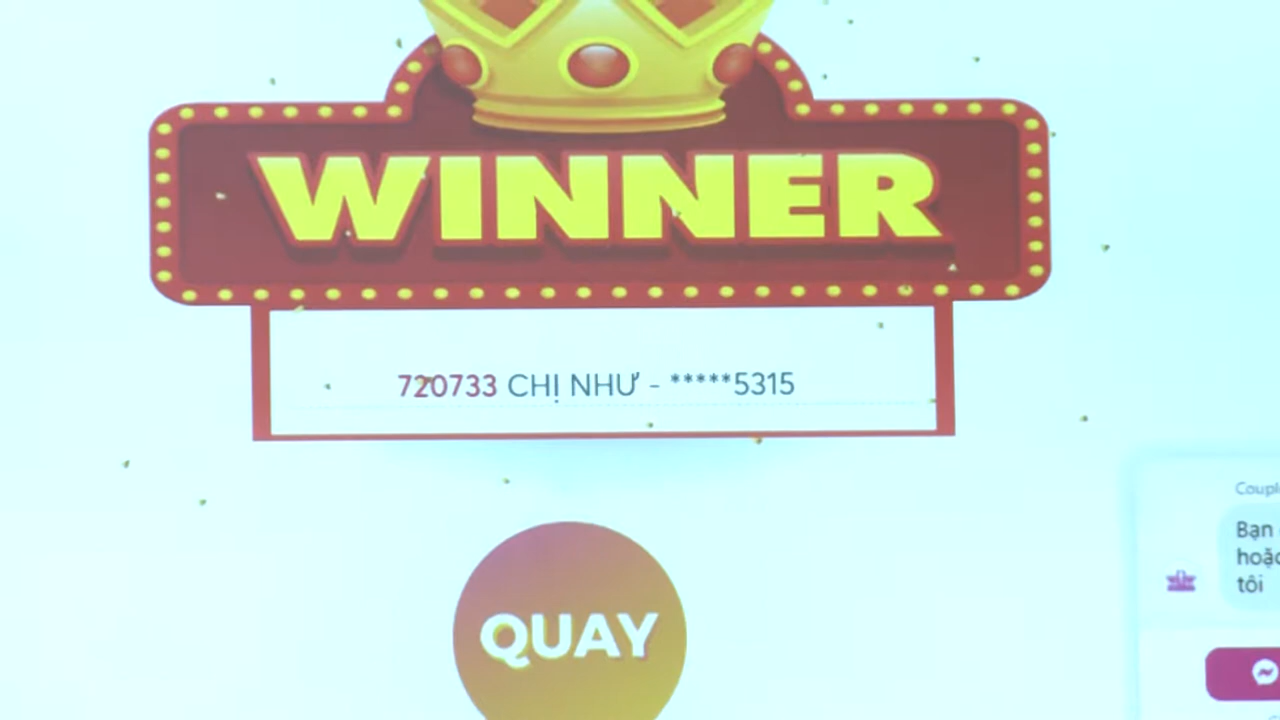 WINNER
720733 CHỊ NHƯ - *****5315
QUAY
Bạn
tôi